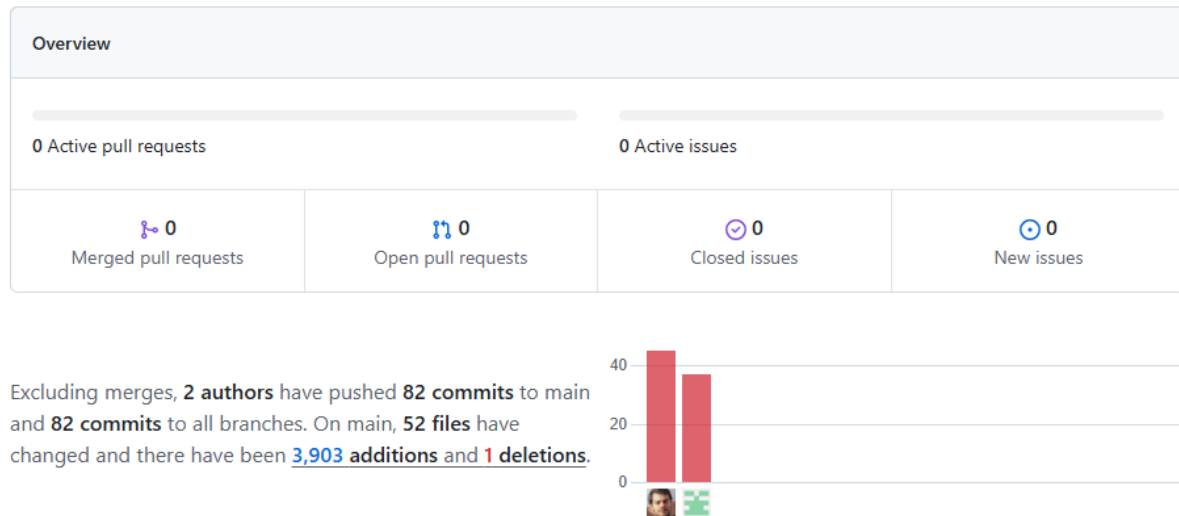 Overview
0 Active pull requests
0 Active issues
0
Merged pull requests
0
Open pull requests
0
Closed issues
0
New issues
Excluding merges, 2 authors have pushed 82 commits to main
and 82 commits to all branches. On main, 52 files have
changed and there have been 3,903 additions and 1 deletions.
40
20
0